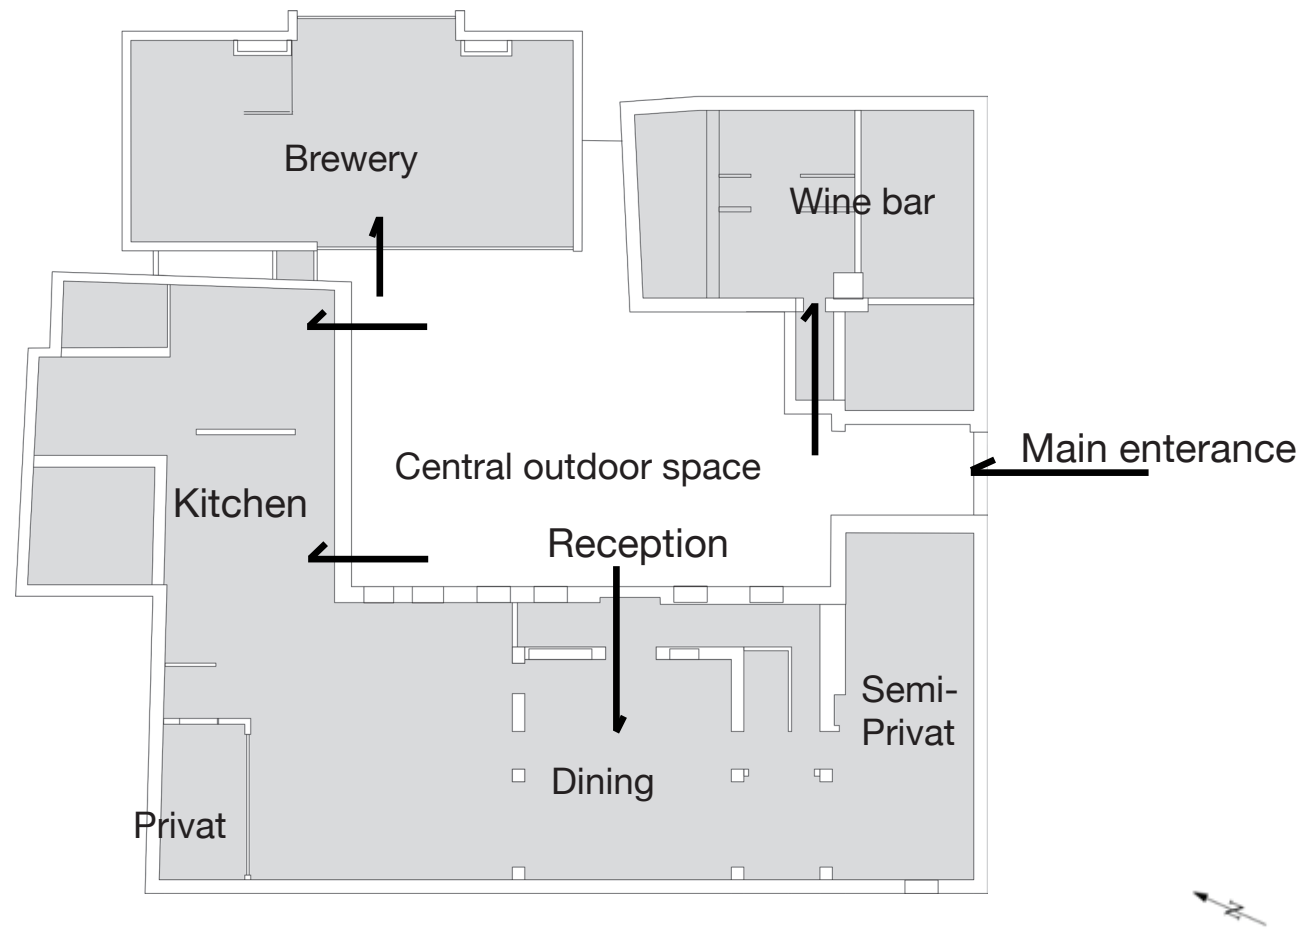 Brewery
Wine bar
Main enterance
Central outdoor space
Kitchen
Reception
Semi-
Privat
Dining
Privat
N